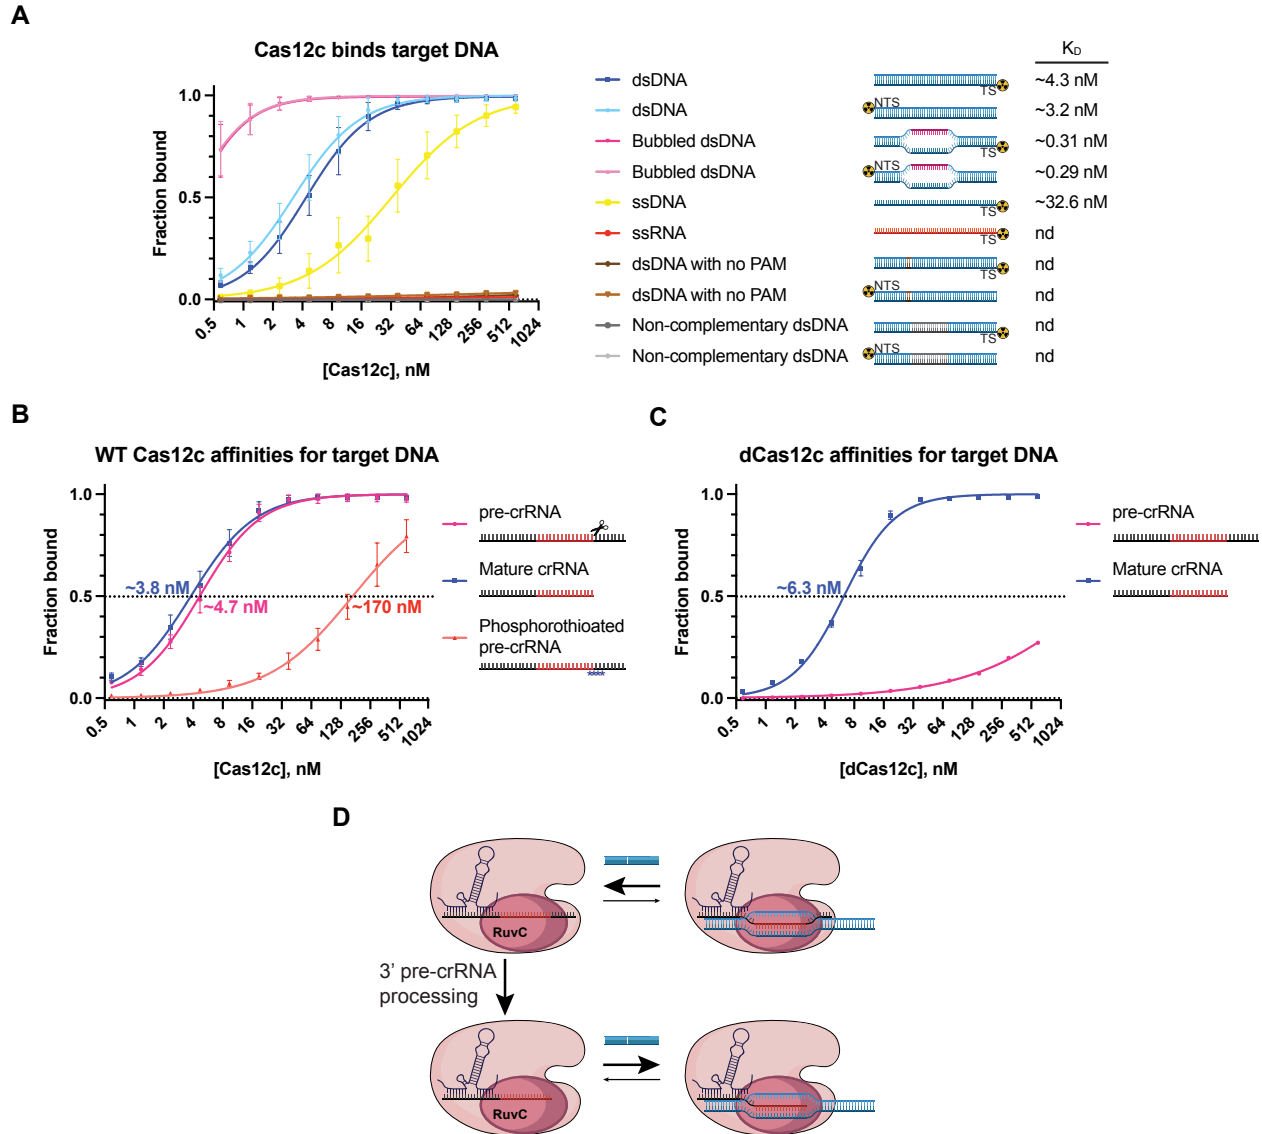 A
Cas12c binds target DNA
Fraction bound
1.0
0.5
0.0
0.5 1 2 4 8 16 32 64 128 256 512 1024
[Cas12c], nM
K_D
dsDNA TS ~4.3 nM
dsDNA NTS ~3.2 nM
Bubbled dsDNA TS ~0.31 nM
Bubbled dsDNA NTS ~0.29 nM
ssDNA TS ~32.6 nM
ssRNA TS nd
dsDNA with no PAM TS nd
dsDNA with no PAM NTS nd
Non-complementary dsDNA TS nd
Non-complementary dsDNA NTS nd
B
WT Cas12c affinities for target DNA
Fraction bound
1.0
0.5
0.0
~3.8 nM
~4.7 nM
~170 nM
0.5 1 2 4 8 16 32 64 128 256 512 1024
[Cas12c], nM
pre-crRNA
Mature crRNA
Phosphorothioated
pre-crRNA
****
C
dCas12c affinities for target DNA
Fraction bound
1.0
0.5
0.0
~6.3 nM
0.5 1 2 4 8 16 32 64 128 256 512 1024
[dCas12c], nM
pre-crRNA
Mature crRNA
D
RuvC
3' pre-crRNA
processing
RuvC